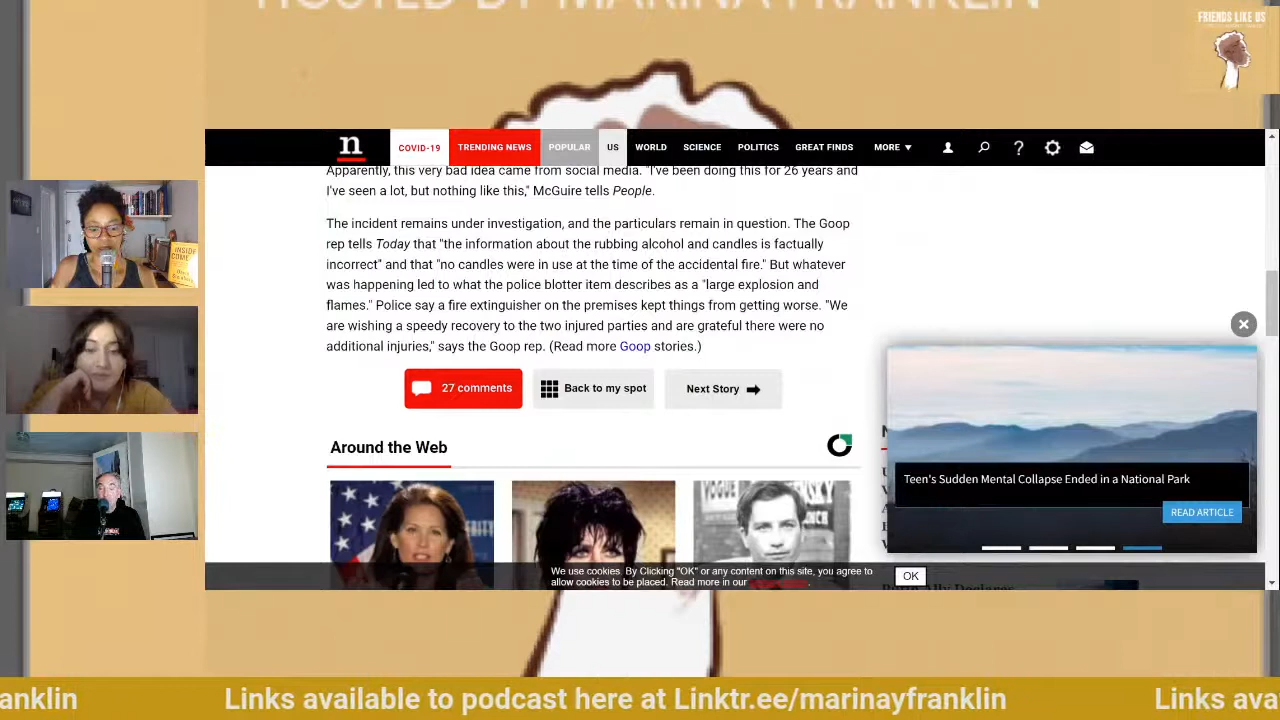 HOSTED BY MARINA FRANKLIN
FRIENDS LIKE US
n
COVID-19
TRENDING NEWS
POPULAR
US
WORLD
SCIENCE
POLITICS
GREAT FINDS
MORE
Apparently, this very bad idea came from social media. "I've been doing this for 26 years and
I've seen a lot, but nothing like this," McGuire tells People.
The incident remains under investigation, and the particulars remain in question. The Goop
rep tells Today that "the information about the rubbing alcohol and candles is factually
incorrect" and that "no candles were in use at the time of the accidental fire." But whatever
was happening led to what the police blotter item describes as a "large explosion and
flames." Police say a fire extinguisher on the premises kept things from getting worse. "We
are wishing a speedy recovery to the two injured parties and are grateful there were no
additional injuries," says the Goop rep. (Read more Goop stories.)
27 comments
Back to my spot
Next Story
Around the Web
VOGUE
Teen's Sudden Mental Collapse Ended in a National Park
READ ARTICLE
INSIDE
We use cookies. By Clicking "OK" or any content on this site, you agree to
allow cookies to be placed. Read more in our
OK
anklin
Links available to podcast here at Linktr.ee/marinayfranklin
Links ava